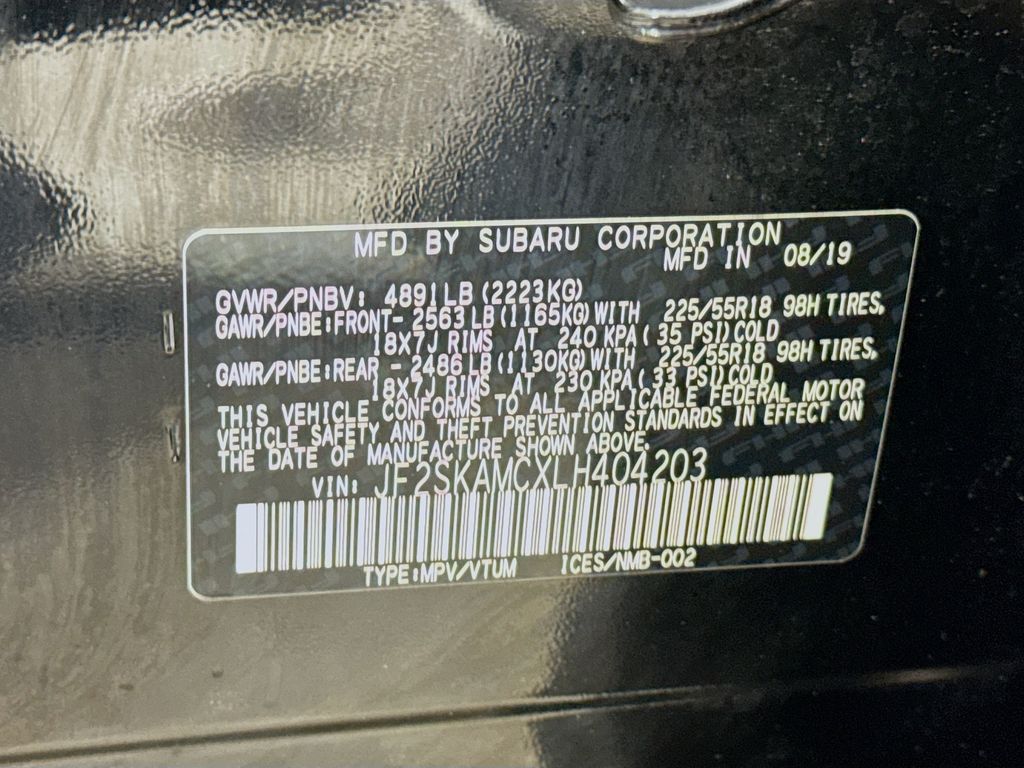 MFD BY SUBARU CORPORATION
MFD IN 08/19
GVWR/PNBV: 4891LB (2223KG)
GAWR/PNBE:FRONT- 2563LB (1165KG)WITH 225/55R18 98H TIRES,
18X7J RIMS AT 240 KPA( 35 PSI)COLD
GAWR/PNBE:REAR - 2486LB(1130KG)WITH 225/55R18 98H TIRES,
18X7J RIMS AT 230 KPA( 33 PSI)COLD
THIS VEHICLE CONFORMS TO ALL APPLICABLE FEDERAL MOTOR
VEHICLE SAFETY AND THEFT PREVENTION STANDARDS IN EFFECT ON
THE DATE OF MANUFACTURE SHOWN ABOVE.
VIN: JF2SKAMCXLH404203
TYPE:MPV/VTUM ICES/NMB-002